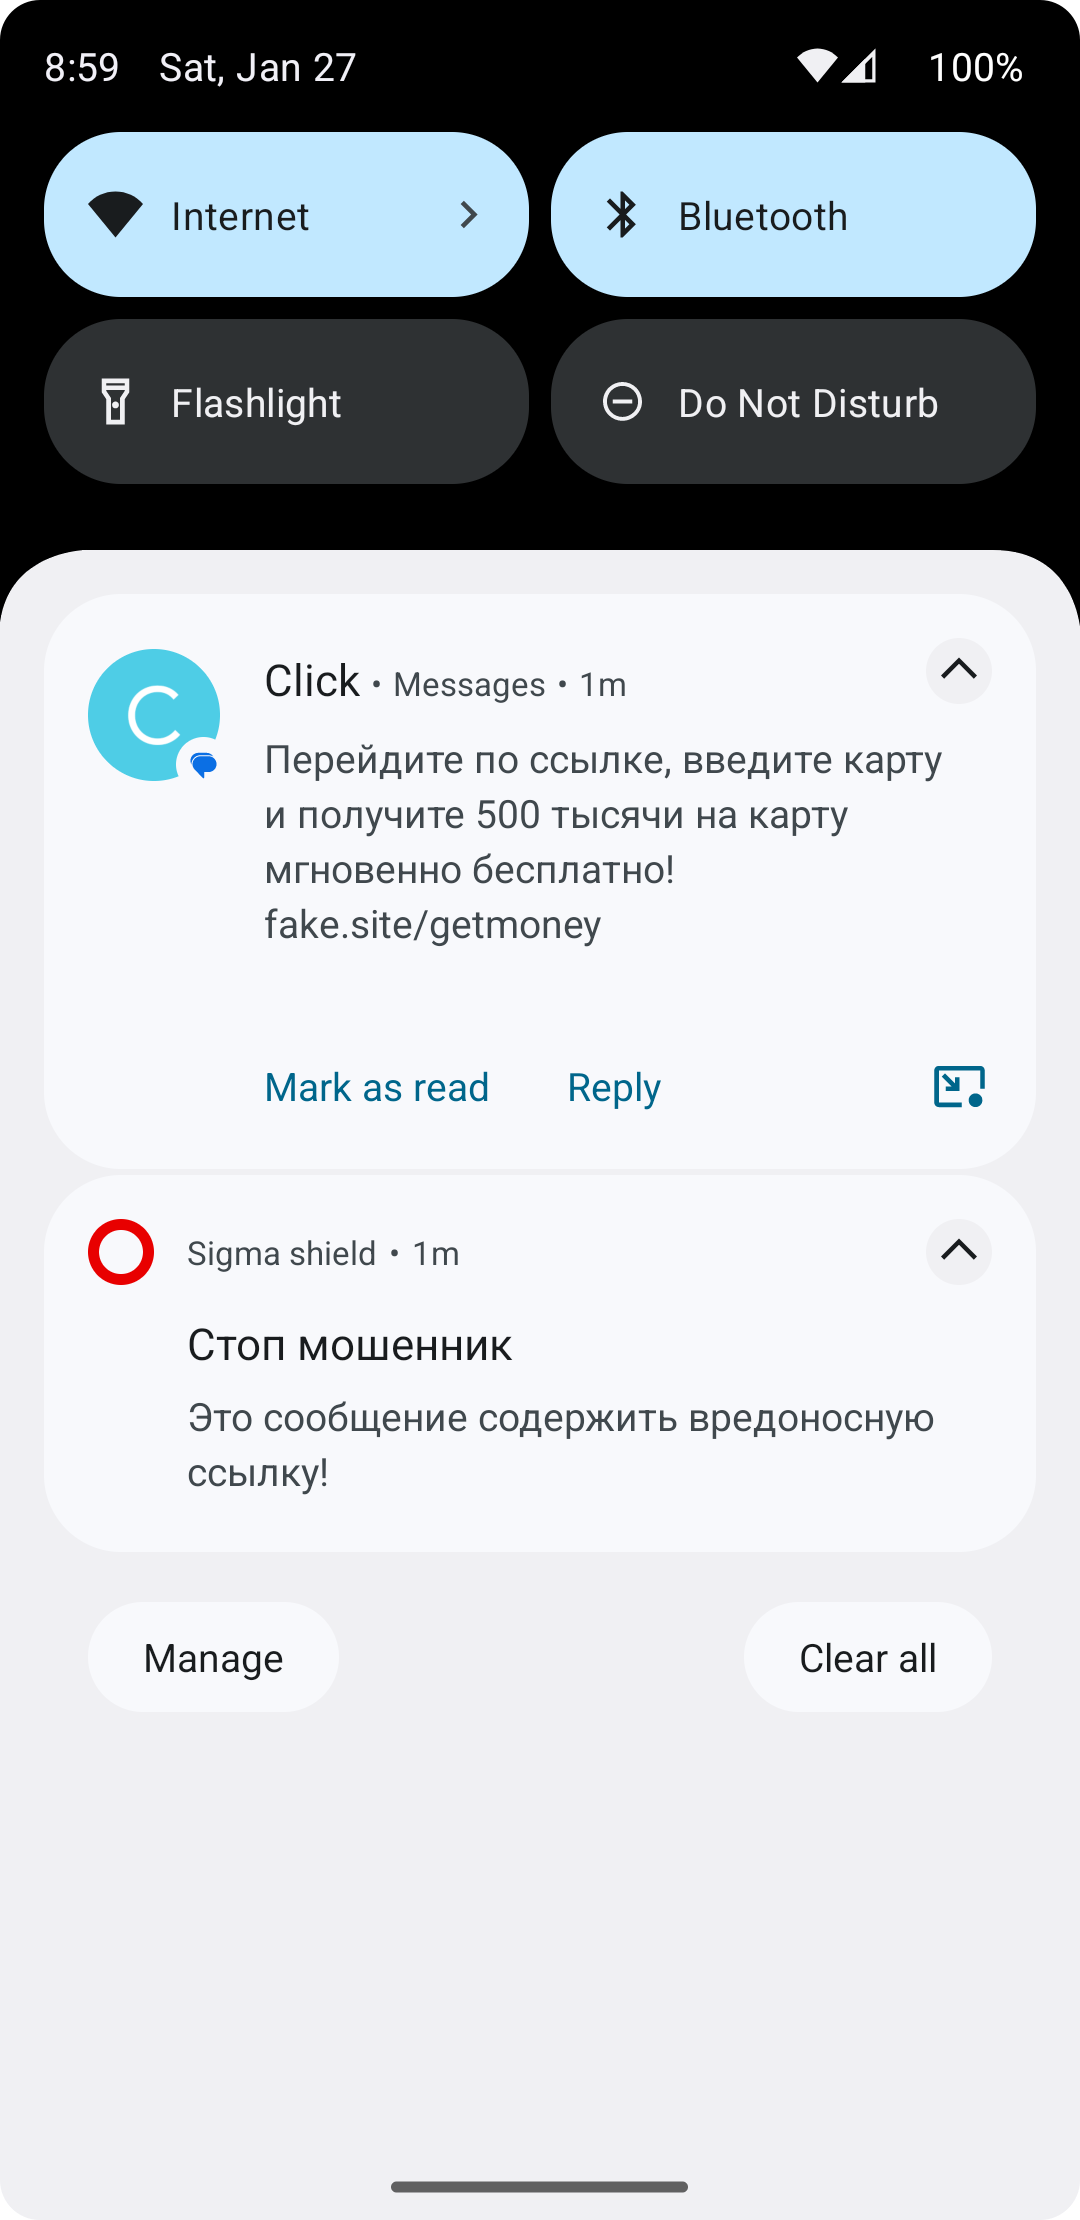 8:59 Sat, Jan 27 100%
Internet Bluetooth
Flashlight Do Not Disturb
C
Click • Messages • 1m
Перейдите по ссылке, введите карту
и получите 500 тысячи на карту
мгновенно бесплатно!
fake.site/getmoney
Mark as read Reply
Sigma shield • 1m
Стоп мошенник
Это сообщение содержить вредоносную
ссылку!
Manage Clear all